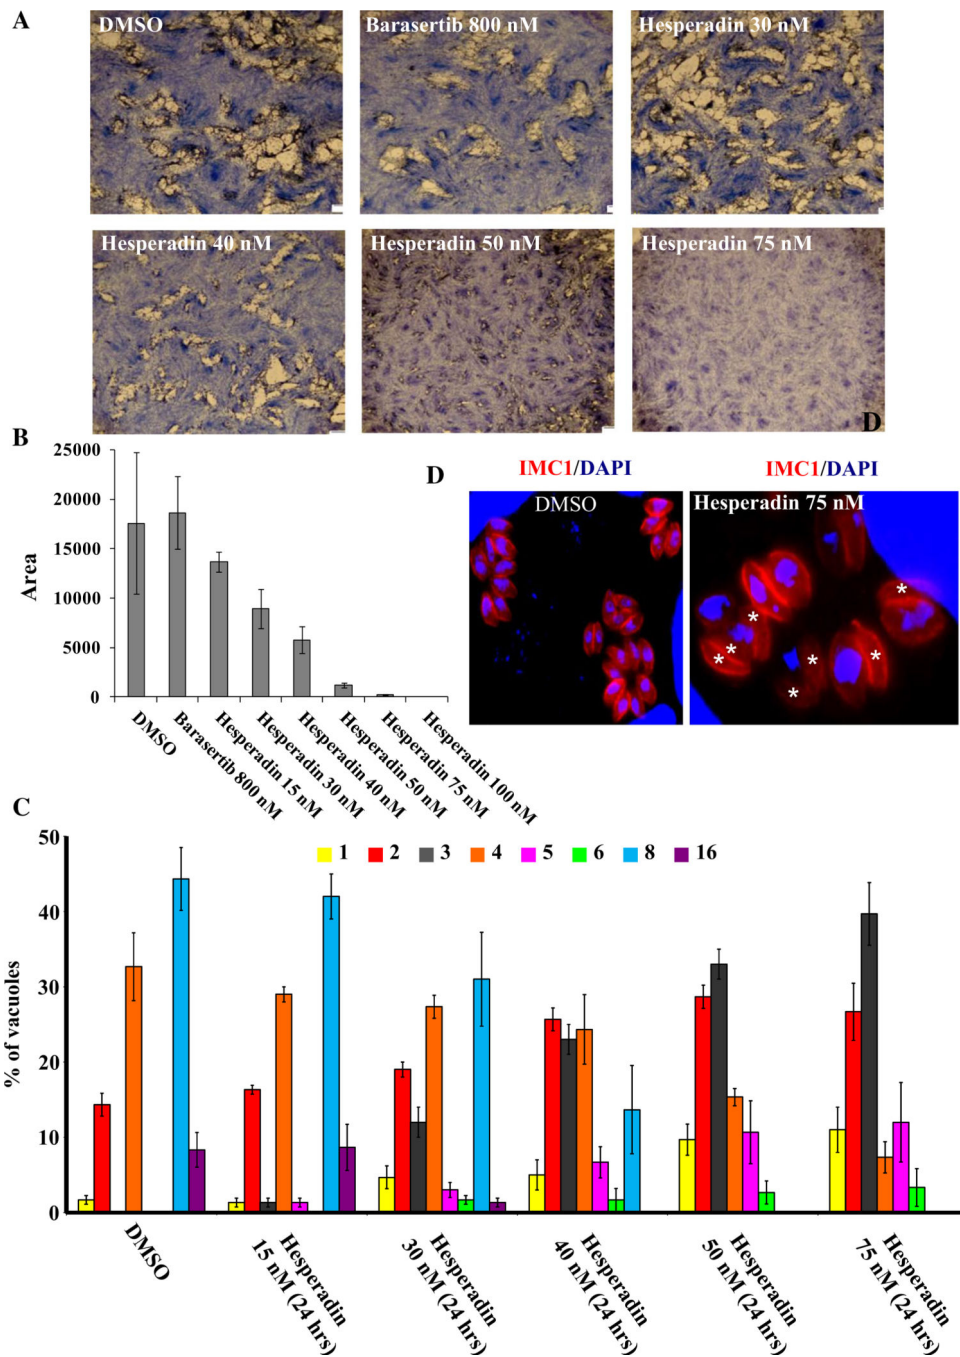 A
DMSO
Barasertib 800 nM
Hesperadin 30 nM
Hesperadin 40 nM
Hesperadin 50 nM
Hesperadin 75 nM
D
B
25000
20000
15000
10000
5000
0
Area
DMSO
Barasertib 800 nM
Hesperadin 15 nM
Hesperadin 30 nM
Hesperadin 40 nM
Hesperadin 50 nM
Hesperadin 75 nM
Hesperadin 100 nM
D
IMC1/DAPI
IMC1/DAPI
DMSO
Hesperadin 75 nM
*
*
*
*
*
*
*
C
50
40
30
20
10
0
% of vacuoles
1 2 3 4 5 6 8 16
DMSO
Hesperadin
15 nM (24 hrs)
Hesperadin
30 nM (24 hrs)
Hesperadin
40 nM (24 hrs)
Hesperadin
50 nM (24 hrs)
Hesperadin
75 nM (24 hrs)